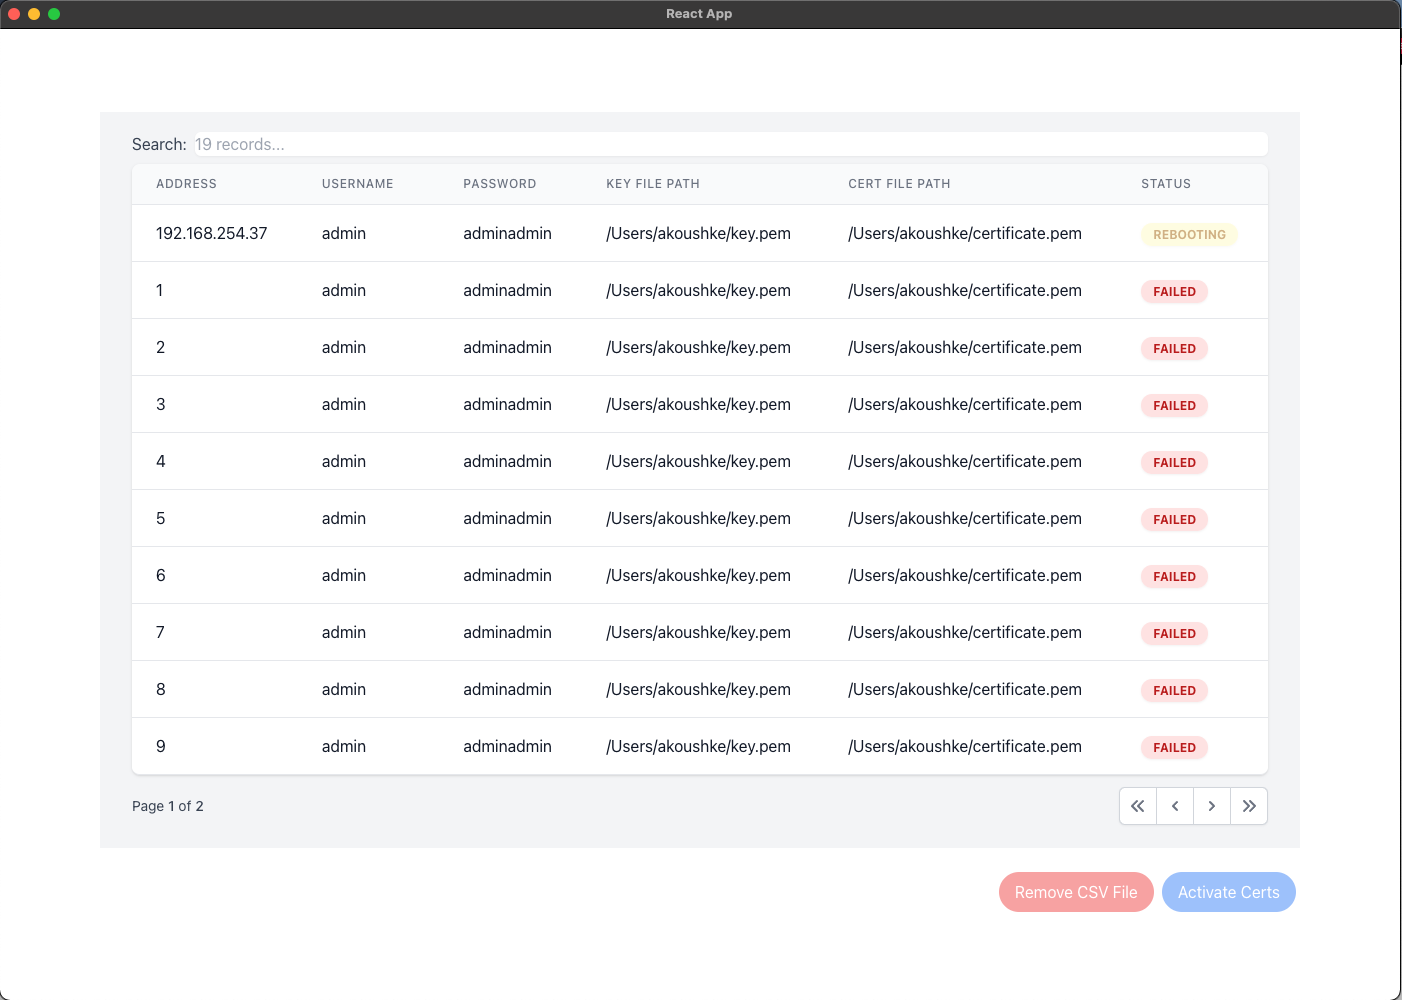 React App
Search: 19 records...
ADDRESS USERNAME PASSWORD KEY FILE PATH CERT FILE PATH STATUS
192.168.254.37 admin adminadmin /Users/akoushke/key.pem /Users/akoushke/certificate.pem REBOOTING
1 admin adminadmin /Users/akoushke/key.pem /Users/akoushke/certificate.pem FAILED
2 admin adminadmin /Users/akoushke/key.pem /Users/akoushke/certificate.pem FAILED
3 admin adminadmin /Users/akoushke/key.pem /Users/akoushke/certificate.pem FAILED
4 admin adminadmin /Users/akoushke/key.pem /Users/akoushke/certificate.pem FAILED
5 admin adminadmin /Users/akoushke/key.pem /Users/akoushke/certificate.pem FAILED
6 admin adminadmin /Users/akoushke/key.pem /Users/akoushke/certificate.pem FAILED
7 admin adminadmin /Users/akoushke/key.pem /Users/akoushke/certificate.pem FAILED
8 admin adminadmin /Users/akoushke/key.pem /Users/akoushke/certificate.pem FAILED
9 admin adminadmin /Users/akoushke/key.pem /Users/akoushke/certificate.pem FAILED
Page 1 of 2
Remove CSV File Activate Certs